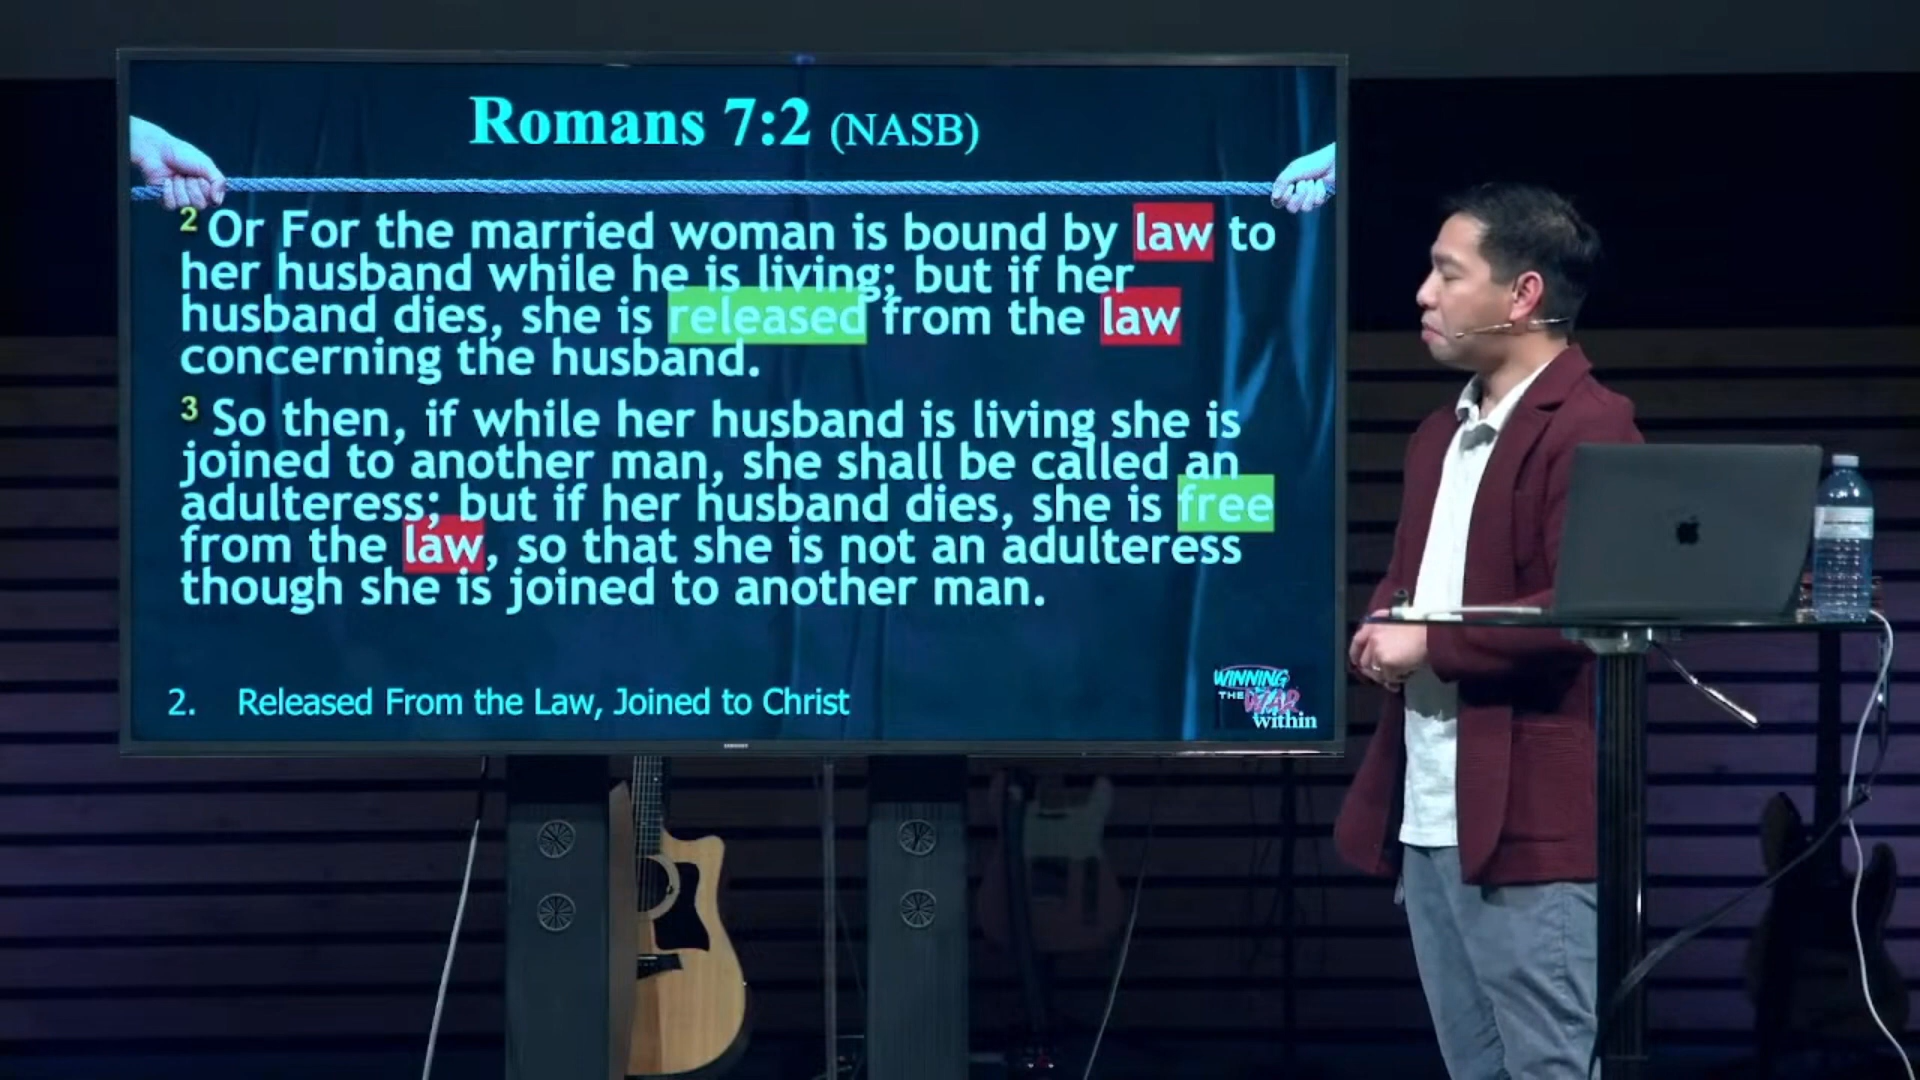 Romans 7:2 (NASB)
2 Or For the married woman is bound by law to
her husband while he is living; but if her
husband dies, she is released from the law
concerning the husband.
3 So then, if while her husband is living she is
joined to another man, she shall be called an
adulteress; but if her husband dies, she is free
from the law, so that she is not an adulteress
though she is joined to another man.
2. Released From the Law, Joined to Christ
WINNING
THE WAR
within
SAMSUNG